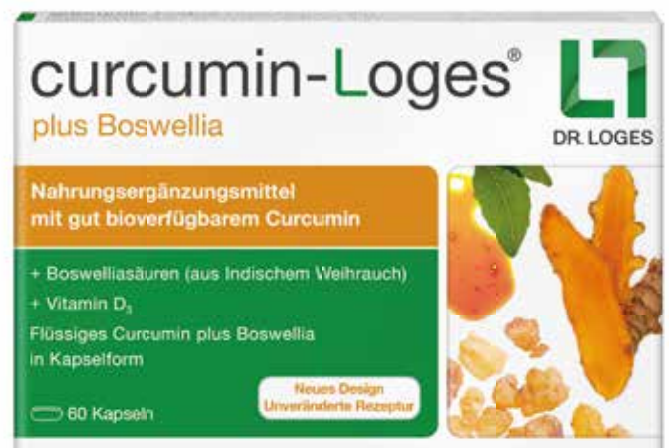 curcumin-Loges®
plus Boswellia
DR. LOGES
Nahrungsergänzungsmittel
mit gut bioverfügbarem Curcumin
+ Boswelliasäuren (aus Indischem Weihrauch)
+ Vitamin D₃
Flüssiges Curcumin plus Boswellia
in Kapselform
60 Kapseln
Neues Design
Unveränderte Rezeptur